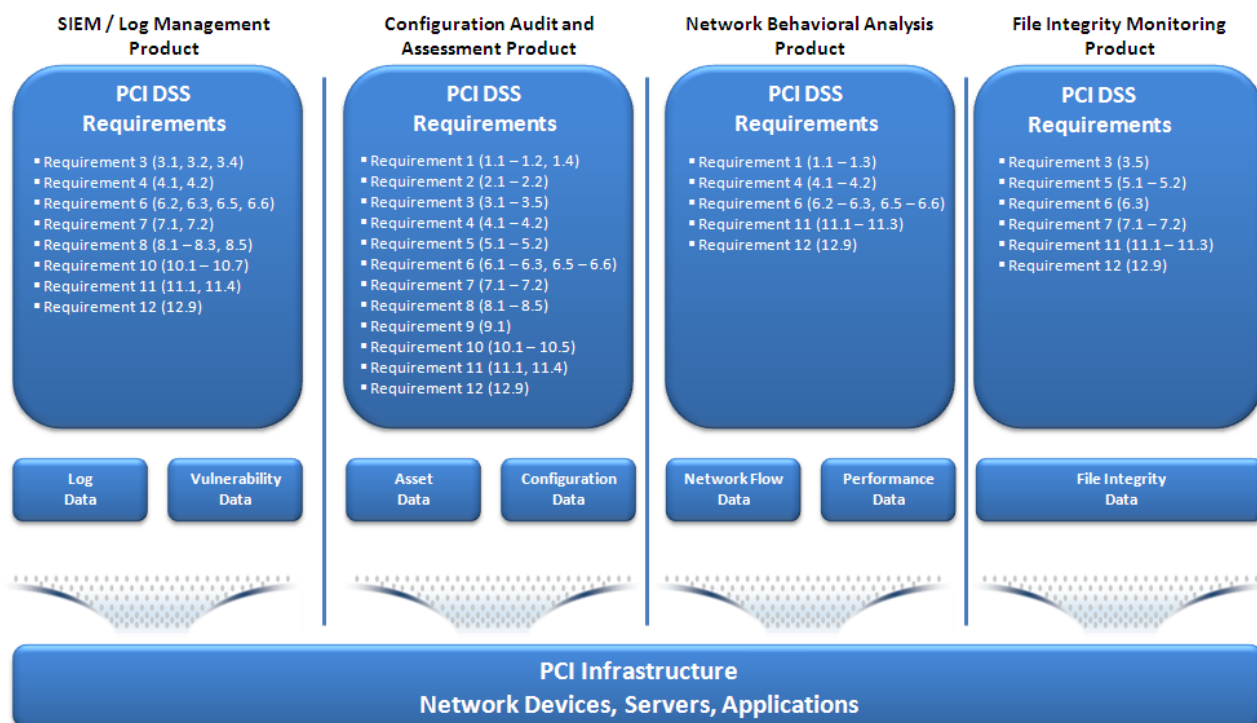 SIEM / Log Management
Product
PCI DSS
Requirements
▪ Requirement 3 (3.1, 3.2, 3.4)
▪ Requirement 4 (4.1, 4.2)
▪ Requirement 6 (6.2, 6.3, 6.5, 6.6)
▪ Requirement 7 (7.1, 7.2)
▪ Requirement 8 (8.1 – 8.3, 8.5)
▪ Requirement 10 (10.1 – 10.7)
▪ Requirement 11 (11.1, 11.4)
▪ Requirement 12 (12.9)
Log
Data
Vulnerability
Data
Configuration Audit and
Assessment Product
PCI DSS
Requirements
▪ Requirement 1 (1.1 – 1.2, 1.4)
▪ Requirement 2 (2.1 – 2.2)
▪ Requirement 3 (3.1 – 3.5)
▪ Requirement 4 (4.1 – 4.2)
▪ Requirement 5 (5.1 – 5.2)
▪ Requirement 6 (6.1 – 6.3, 6.5 – 6.6)
▪ Requirement 7 (7.1 – 7.2)
▪ Requirement 8 (8.1 – 8.5)
▪ Requirement 9 (9.1)
▪ Requirement 10 (10.1 – 10.5)
▪ Requirement 11 (11.1, 11.4)
▪ Requirement 12 (12.9)
Asset
Data
Configuration
Data
Network Behavioral Analysis
Product
PCI DSS
Requirements
▪ Requirement 1 (1.1 – 1.3)
▪ Requirement 4 (4.1 – 4.2)
▪ Requirement 6 (6.2 – 6.3, 6.5 – 6.6)
▪ Requirement 11 (11.1 – 11.3)
▪ Requirement 12 (12.9)
Network Flow
Data
Performance
Data
File Integrity Monitoring
Product
PCI DSS
Requirements
▪ Requirement 3 (3.5)
▪ Requirement 5 (5.1 – 5.2)
▪ Requirement 6 (6.3)
▪ Requirement 7 (7.1 – 7.2)
▪ Requirement 11 (11.1 – 11.3)
▪ Requirement 12 (12.9)
File Integrity
Data
PCI Infrastructure
Network Devices, Servers, Applications